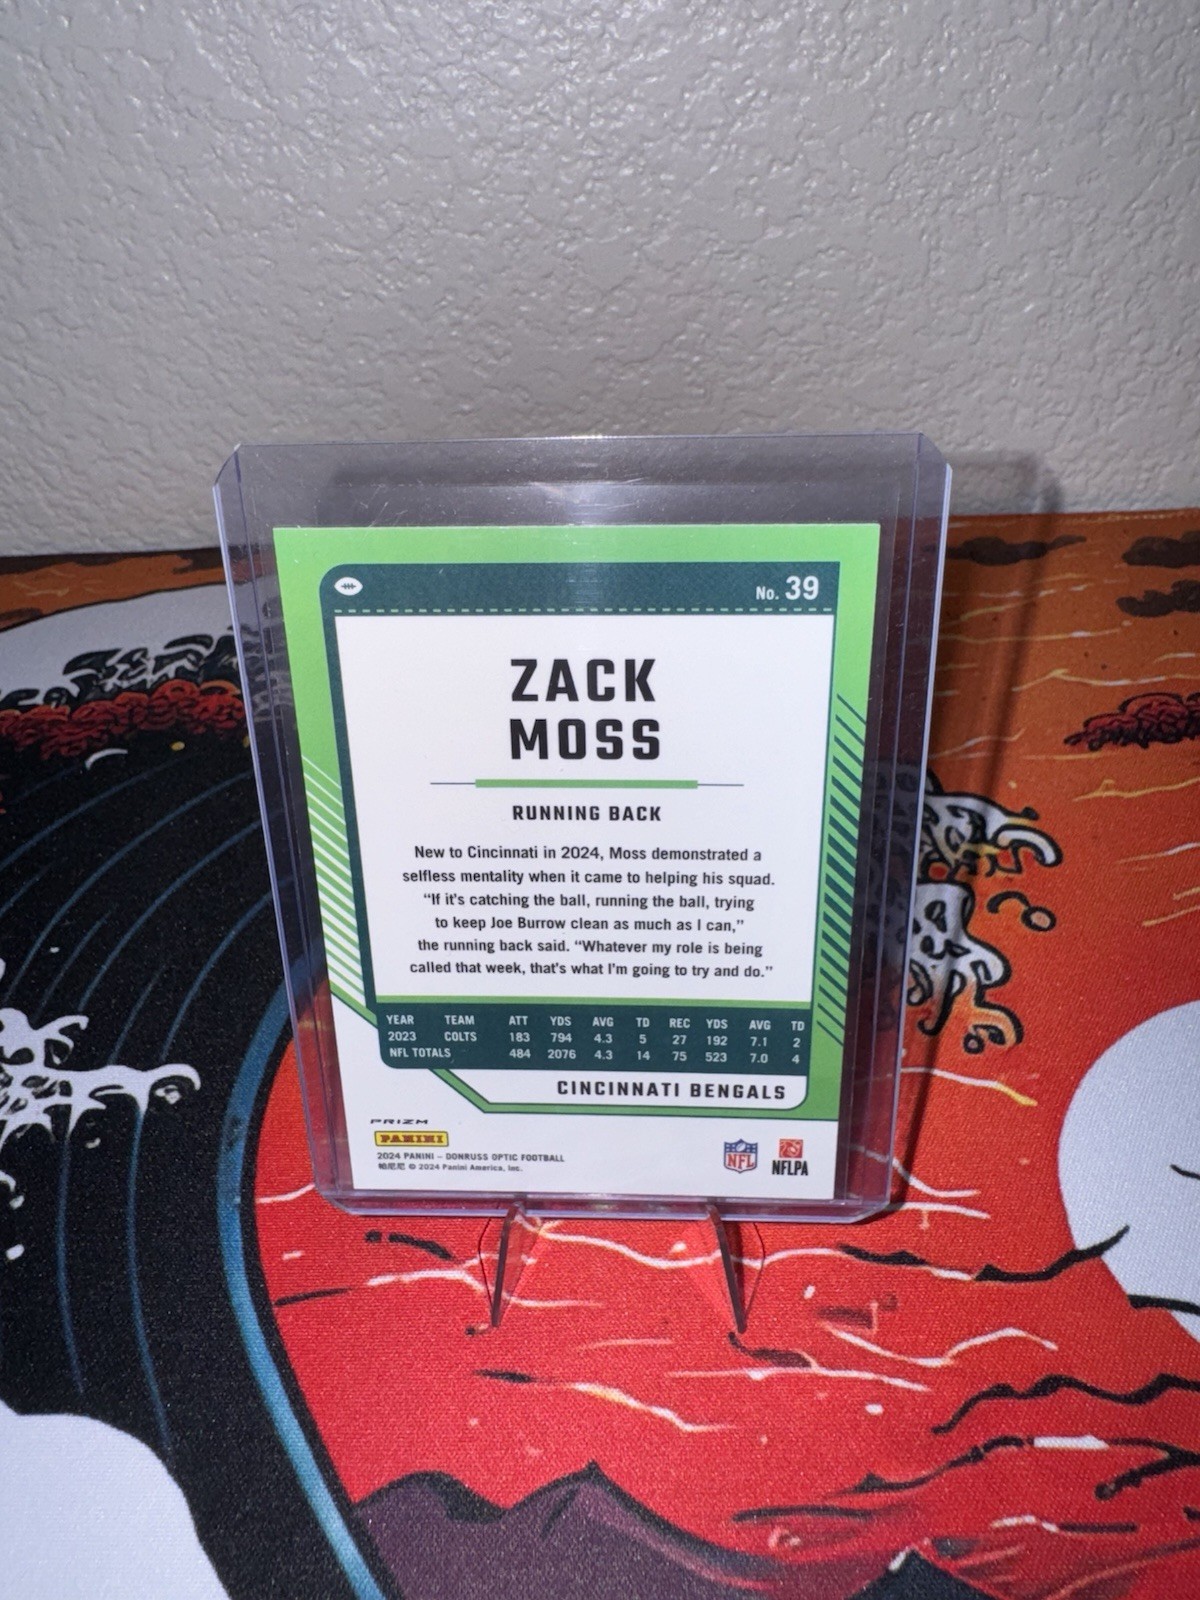 No. 39
ZACK
MOSS
RUNNING BACK
New to Cincinnati in 2024, Moss demonstrated a
selfless mentality when it came to helping his squad.
“If it's catching the ball, running the ball, trying
to keep Joe Burrow clean as much as I can,”
the running back said. “Whatever my role is being
called that week, that's what I'm going to try and do.”
YEAR TEAM ATT YDS AVG TD REC YDS AVG TD
2023 COLTS 183 794 4.3 5 27 192 7.1 2
NFL TOTALS 484 2076 4.3 14 75 523 7.0 4
CINCINNATI BENGALS
PRIZM
PANINI
2024 PANINI – DONRUSS OPTIC FOOTBALL
帕尼尼 © 2024 Panini America, Inc.
NFL
NFLPA